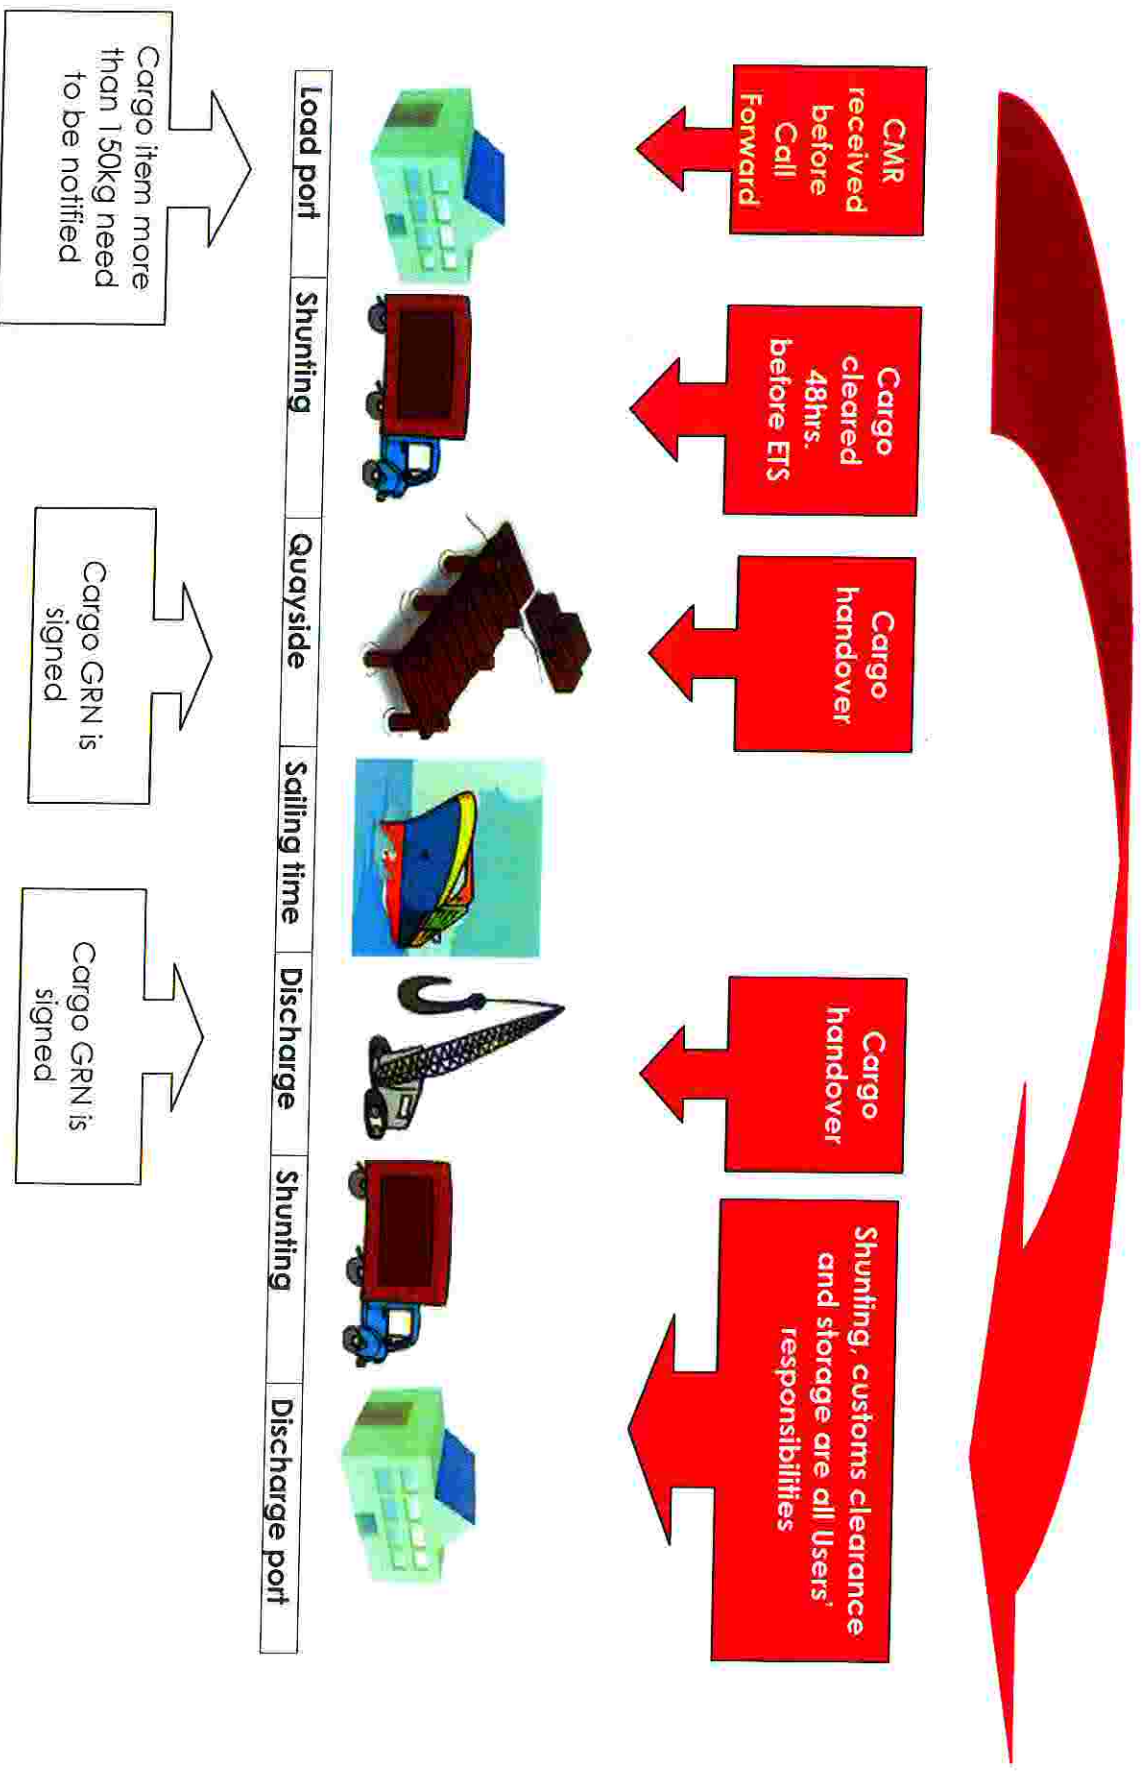 CMR
received
before
Call
Forward
Cargo
cleared
48hrs.
before ETS
Cargo
handover
Cargo
handover
Shunting, customs clearance
and storage are all Users'
responsibilities
Load port
Shunting
Quayside
Sailing time
Discharge
Shunting
Discharge port
Cargo item more
than 150kg need
to be notified
Cargo GRN is
signed
Cargo GRN is
signed